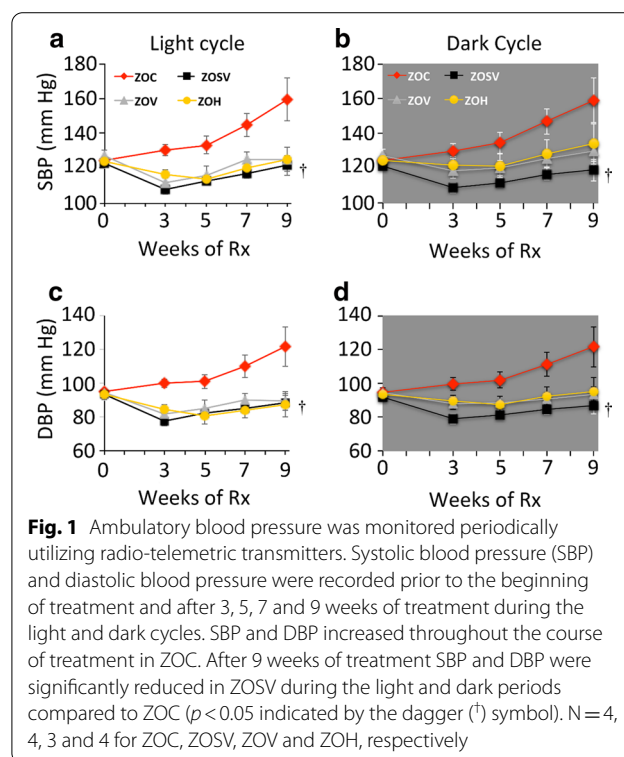 a Light cycle
b Dark Cycle
ZOC ZOSV
ZOV ZOH
ZOC ZOSV
ZOV ZOH
SBP (mm Hg)
180
160
140
120
100
†
0 3 5 7 9
Weeks of Rx
180
160
140
120
100
†
0 3 5 7 9
Weeks of Rx
c
d
DBP (mm Hg)
140
120
100
80
60
†
0 3 5 7 9
Weeks of Rx
140
120
100
80
60
†
0 3 5 7 9
Weeks of Rx
Fig. 1 Ambulatory blood pressure was monitored periodically
utilizing radio-telemetric transmitters. Systolic blood pressure (SBP)
and diastolic blood pressure were recorded prior to the beginning
of treatment and after 3, 5, 7 and 9 weeks of treatment during the
light and dark cycles. SBP and DBP increased throughout the course
of treatment in ZOC. After 9 weeks of treatment SBP and DBP were
significantly reduced in ZOSV during the light and dark periods
compared to ZOC (p < 0.05 indicated by the dagger (†) symbol). N = 4,
4, 3 and 4 for ZOC, ZOSV, ZOV and ZOH, respectively